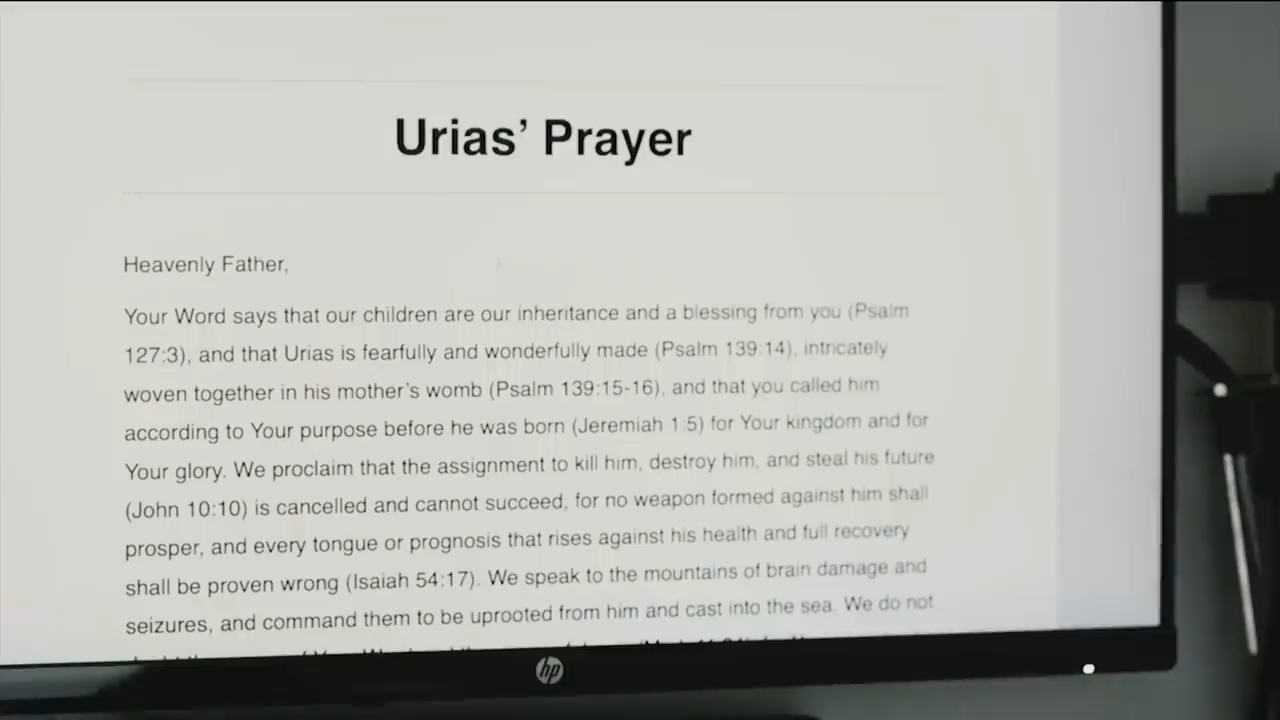 Urias’ Prayer
Heavenly Father,
Your Word says that our children are our inheritance and a blessing from you (Psalm
127:3), and that Urias is fearfully and wonderfully made (Psalm 139:14), intricately
woven together in his mother’s womb (Psalm 139:15-16), and that you called him
according to Your purpose before he was born (Jeremiah 1:5) for Your kingdom and for
Your glory. We proclaim that the assignment to kill him, destroy him, and steal his future
(John 10:10) is cancelled and cannot succeed, for no weapon formed against him shall
prosper, and every tongue or prognosis that rises against his health and full recovery
shall be proven wrong (Isaiah 54:17). We speak to the mountains of brain damage and
seizures, and command them to be uprooted from him and cast into the sea. We do not
hp